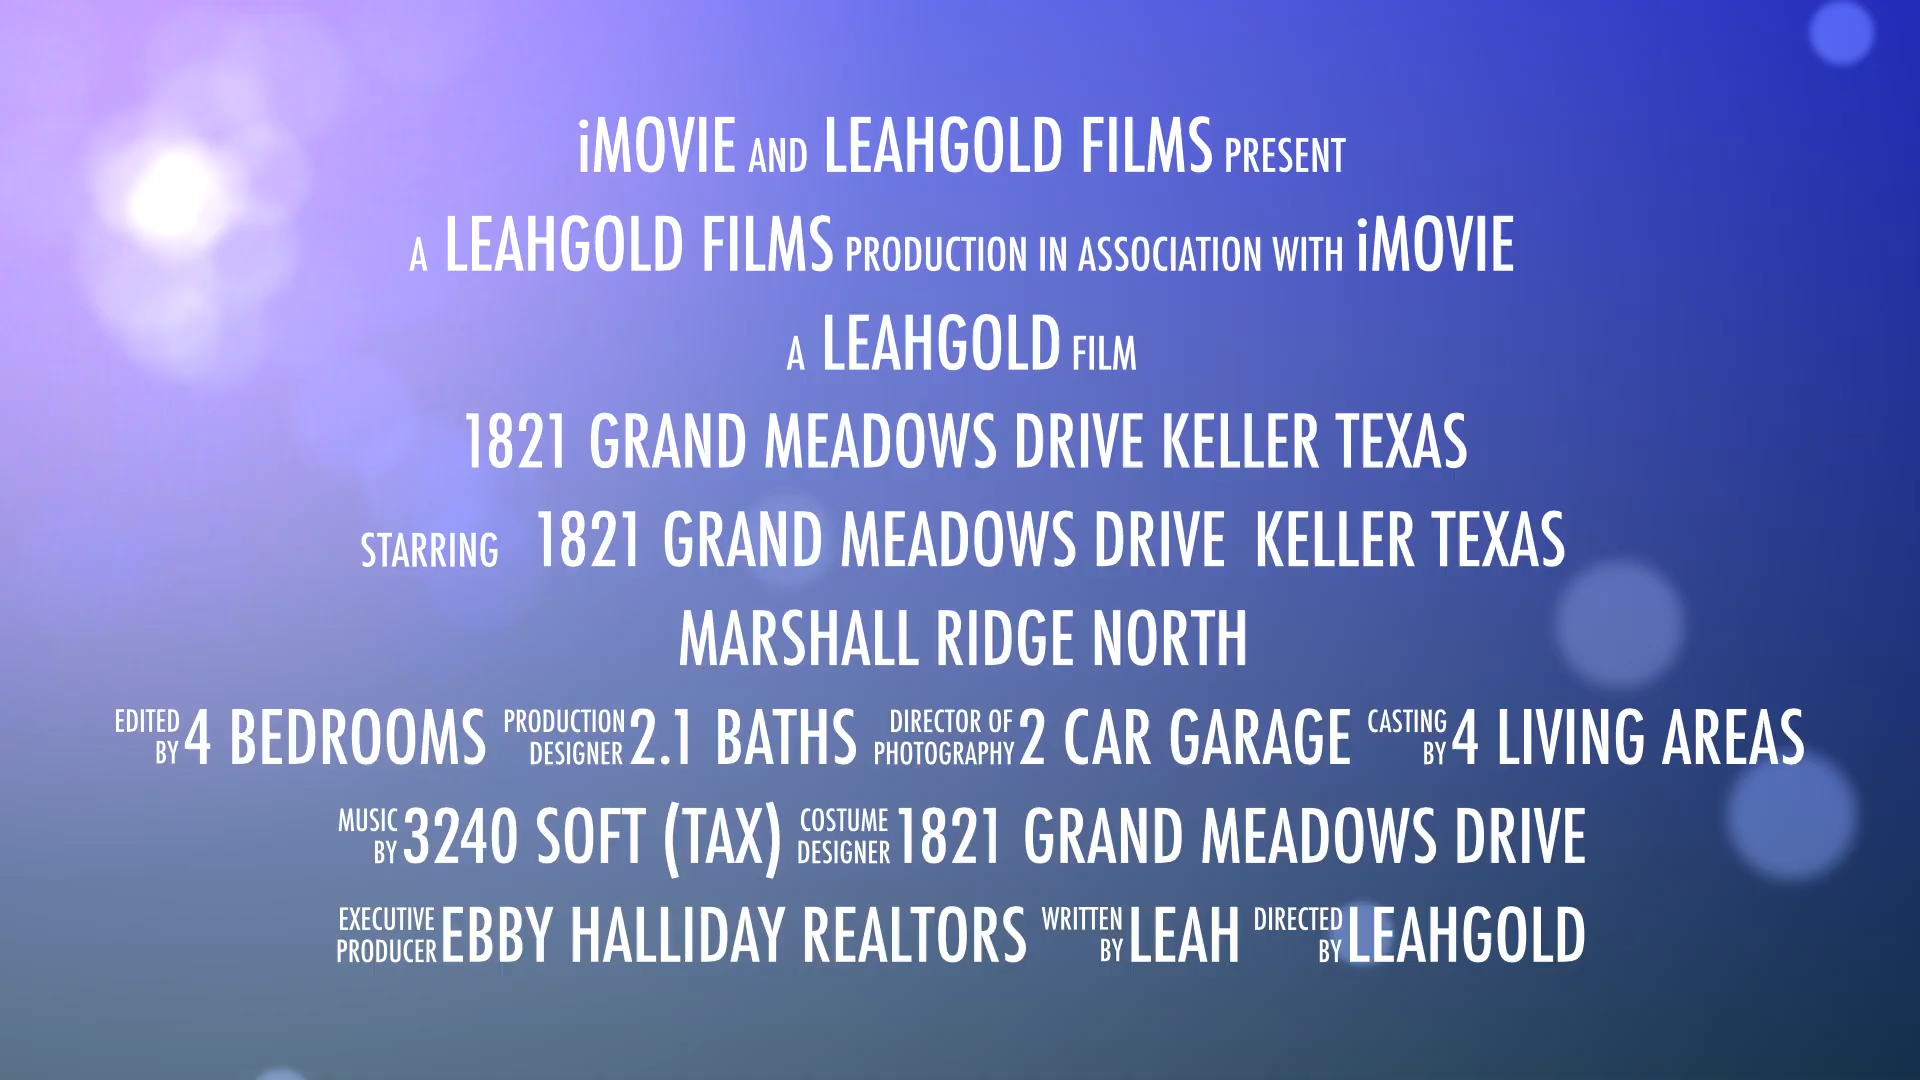 iMOVIE AND LEAHGOLD FILMS PRESENT
A LEAHGOLD FILMS PRODUCTION IN ASSOCIATION WITH iMOVIE
A LEAHGOLD FILM
1821 GRAND MEADOWS DRIVE KELLER TEXAS
STARRING 1821 GRAND MEADOWS DRIVE KELLER TEXAS
MARSHALL RIDGE NORTH
EDITED BY 4 BEDROOMS PRODUCTION DESIGNER 2.1 BATHS DIRECTOR OF PHOTOGRAPHY 2 CAR GARAGE CASTING BY 4 LIVING AREAS
MUSIC BY 3240 SOFT (TAX) COSTUME DESIGNER 1821 GRAND MEADOWS DRIVE
EXECUTIVE PRODUCER EBBY HALLIDAY REALTORS WRITTEN BY LEAH DIRECTED BY LEAHGOLD